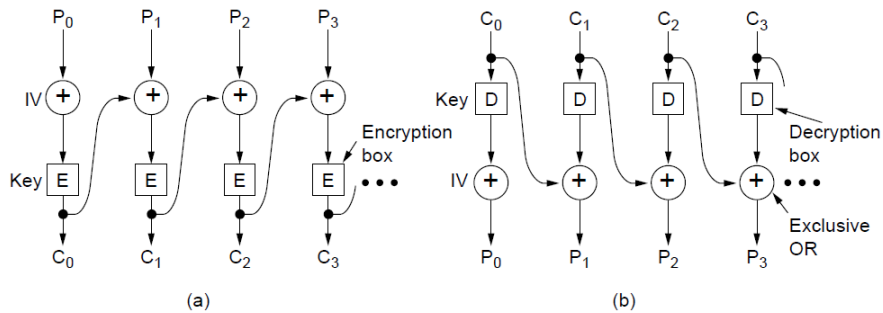 P0 P1 P2 P3
IV + + + +
Key E E E E
Encryption
box
•••
C0 C1 C2 C3
(a)
C0 C1 C2 C3
Key D D D D
Decryption
box
IV + + + +
•••
Exclusive
OR
P0 P1 P2 P3
(b)